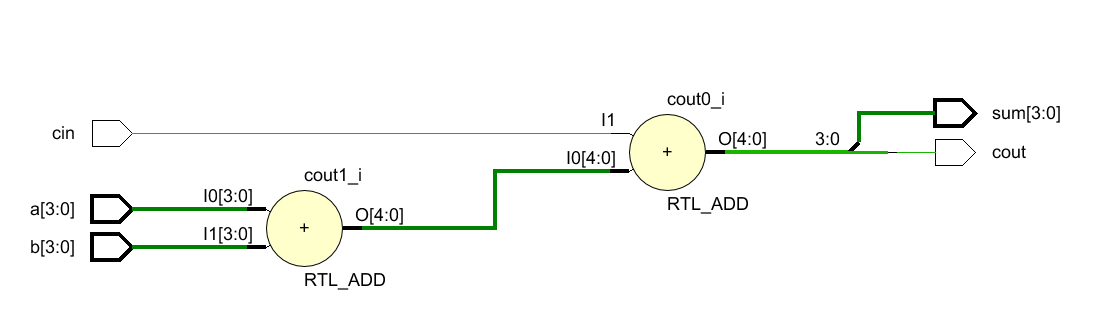 cout0_i
sum[3:0]
cin
I1
+
O[4:0]
3:0
cout
I0[4:0]
RTL_ADD
cout1_i
a[3:0]
I0[3:0]
+
O[4:0]
b[3:0]
I1[3:0]
RTL_ADD